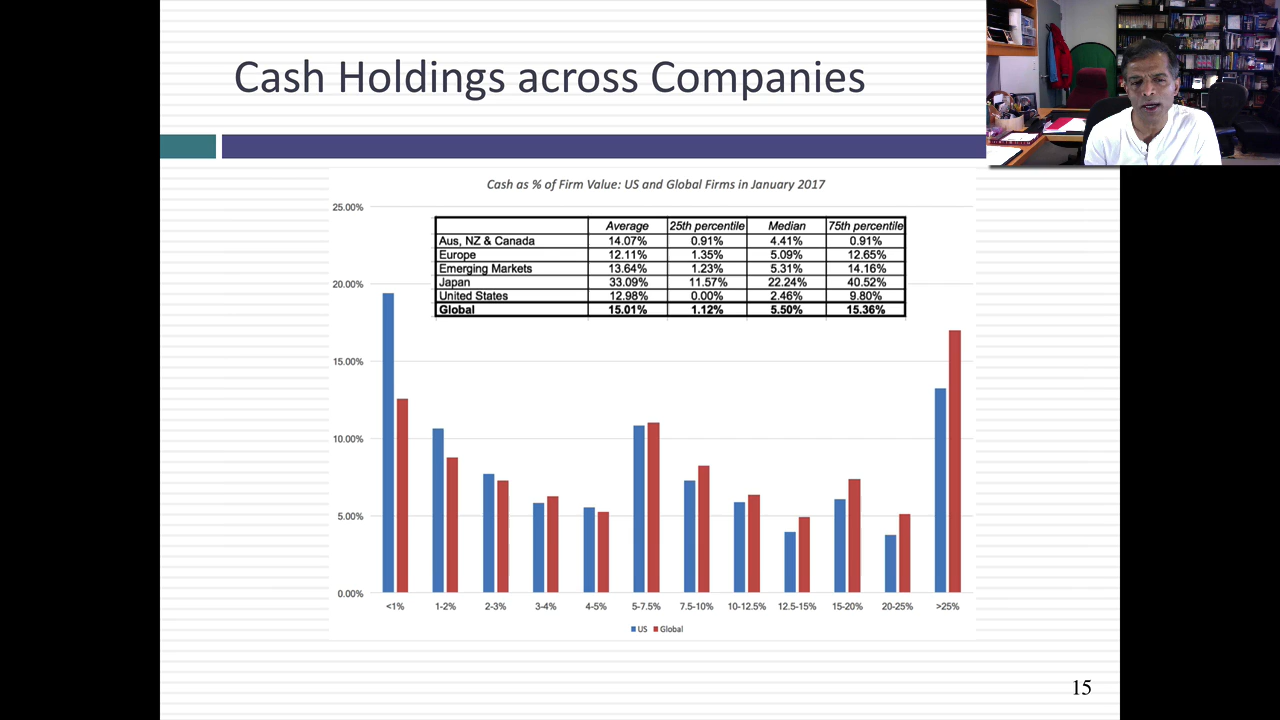 Cash Holdings across Companies
Cash as % of Firm Value: US and Global Firms in January 2017
25.00%
Average 25th percentile Median 75th percentile
Aus, NZ & Canada 14.07% 0.91% 4.41% 0.91%
Europe 12.11% 1.35% 5.09% 12.65%
Emerging Markets 13.64% 1.23% 5.31% 14.16%
Japan 33.09% 11.57% 22.24% 40.52%
United States 12.98% 0.00% 2.46% 9.80%
Global 15.01% 1.12% 5.50% 15.36%
20.00%
15.00%
10.00%
5.00%
0.00%
<1% 1-2% 2-3% 3-4% 4-5% 5-7.5% 7.5-10% 10-12.5% 12.5-15% 15-20% 20-25% >25%
US Global
15